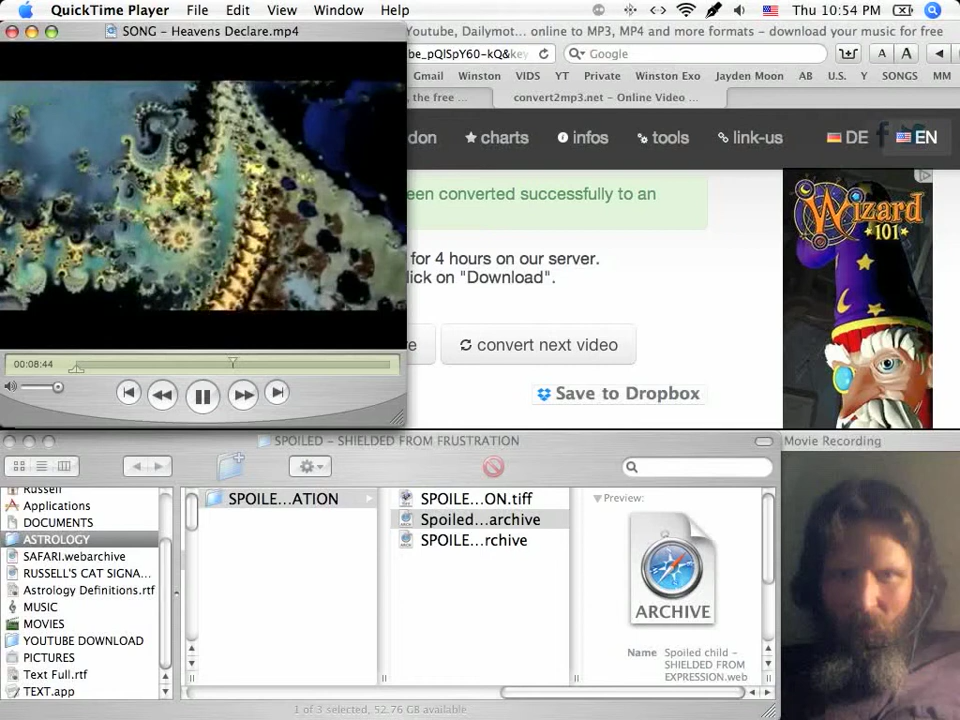 QuickTime Player File Edit View Window Help Thu 10:54 PM
SONG - Heavens Declare.mp4
Youtube, Dailymot... online to MP3, MP4 and more formats - download your music for free
Google
A A
Gmail Winston VIDS YT Private Winston Exo Jayden Moon AB U.S. Y SONGS MM
, the free ... convert2mp3.net - Online Video ...
don charts infos tools link-us DE EN
een converted successfully to an
for 4 hours on our server.
ick on "Download".
convert next video
Save to Dropbox
Wizard
101
00:08:44
SPOILED - SHIELDED FROM FRUSTRATION
Movie Recording
Russell
Applications
DOCUMENTS
ASTROLOGY
SAFARI.webarchive
RUSSELL'S CAT SIGNA...
Astrology Definitions.rtf
MUSIC
MOVIES
YOUTUBE DOWNLOAD
PICTURES
Text Full.rtf
TEXT.app
SPOILE...ATION
SPOILE...ON.tiff
Spoiled...archive
SPOILE...rchive
Preview:
ARCHIVE
Name Spoiled child -
SHIELDED FROM
EXPRESSION.web
1 of 3 selected, 52.76 GB available